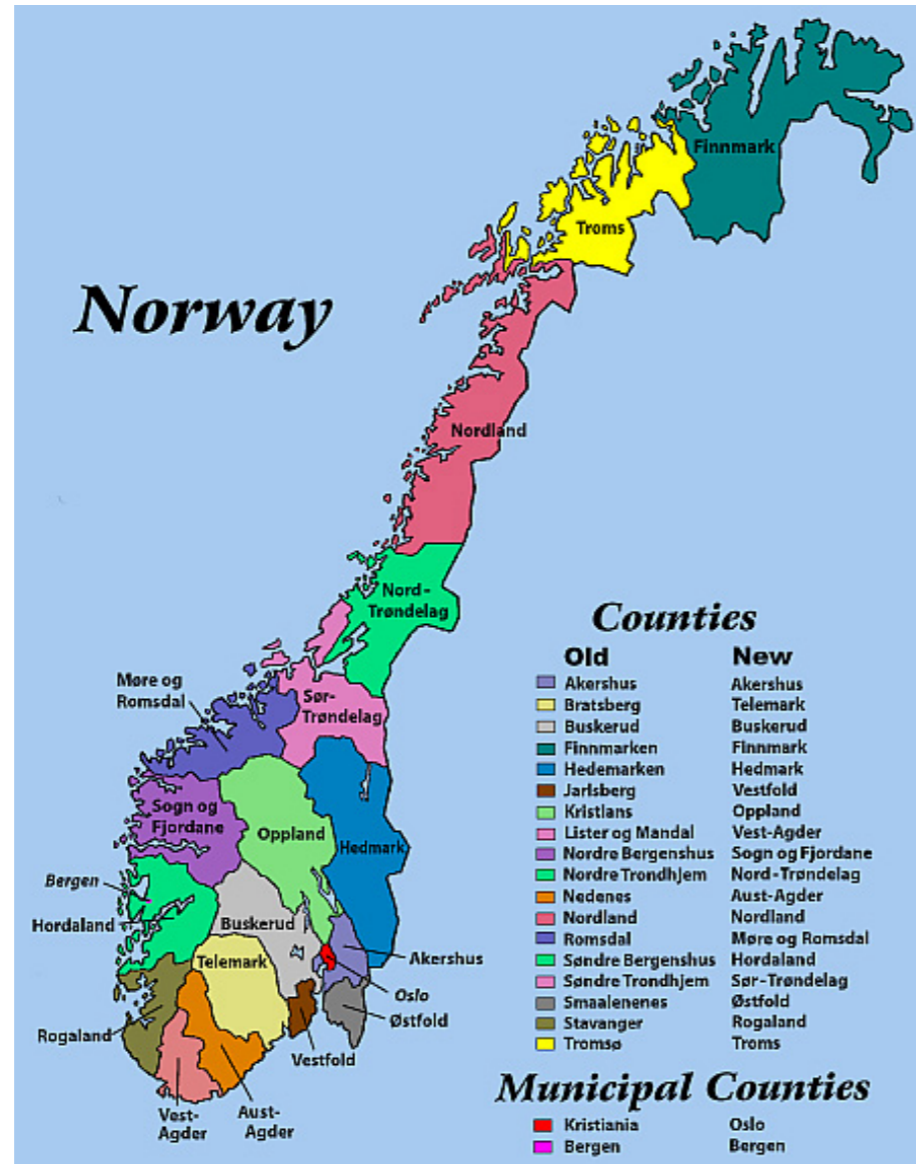 Norway
Finnmark
Troms
Nordland
Nord-
Trøndelag
Møre og
Romsdal
Sør-
Trøndelag
Sogn og
Fjordane
Oppland
Hedmark
Bergen
Hordaland
Buskerud
Telemark
Akershus
Oslo
Østfold
Rogaland
Vestfold
Vest-
Agder
Aust-
Agder
Counties
Old New
Akershus Akershus
Bratsberg Telemark
Buskerud Buskerud
Finnmarken Finnmark
Hedemarken Hedmark
Jarlsberg Vestfold
Kristians Oppland
Lister og Mandal Vest-Agder
Nordre Bergenshus Sogn og Fjordane
Nordre Trondhjem Nord-Trøndelag
Nedenes Aust-Agder
Nordland Nordland
Romsdal Møre og Romsdal
Søndre Bergenshus Hordaland
Søndre Trondhjem Sør-Trøndelag
Smaalenenes Østfold
Stavanger Rogaland
Tromsø Troms
Municipal Counties
Kristiania Oslo
Bergen Bergen